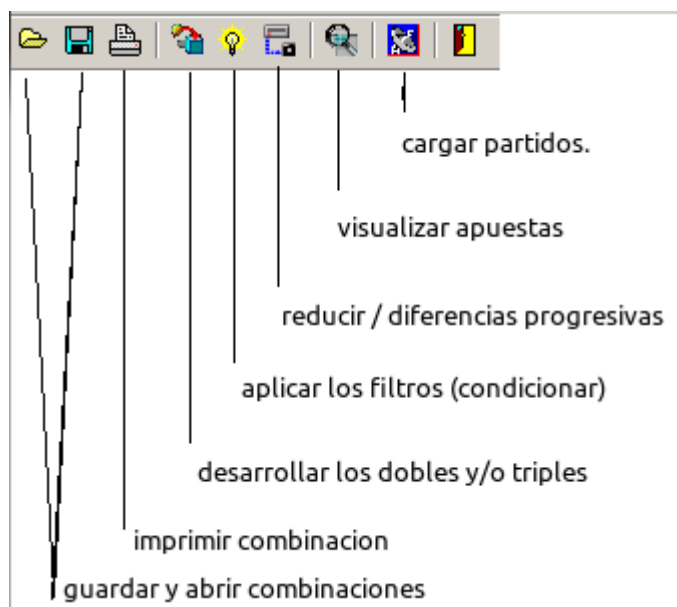 cargar partidos.
visualizar apuestas
reducir / diferencias progresivas
aplicar los filtros (condicionar)
desarrollar los dobles y/o triples
imprimir combinacion
guardar y abrir combinaciones